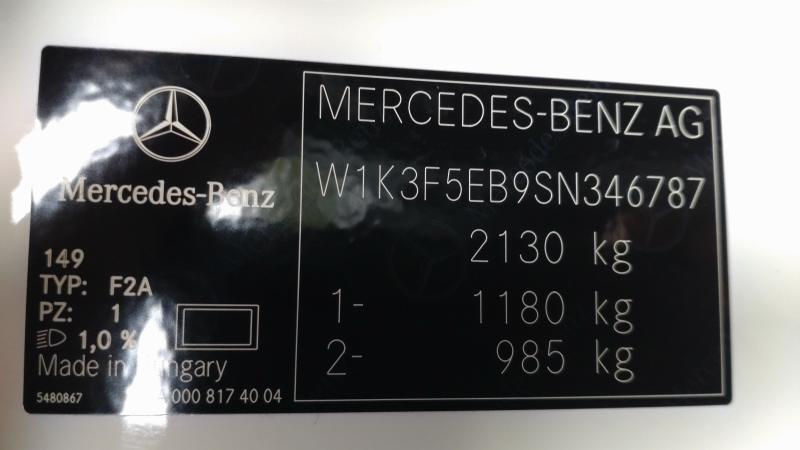 Mercedes-Benz
149
TYP: F2A
PZ: 1
1,0 %
Made in Hungary
5480867
000 817 40 04
MERCEDES-BENZ AG
W1K3F5EB9SN346787
2130 kg
1- 1180 kg
2- 985 kg